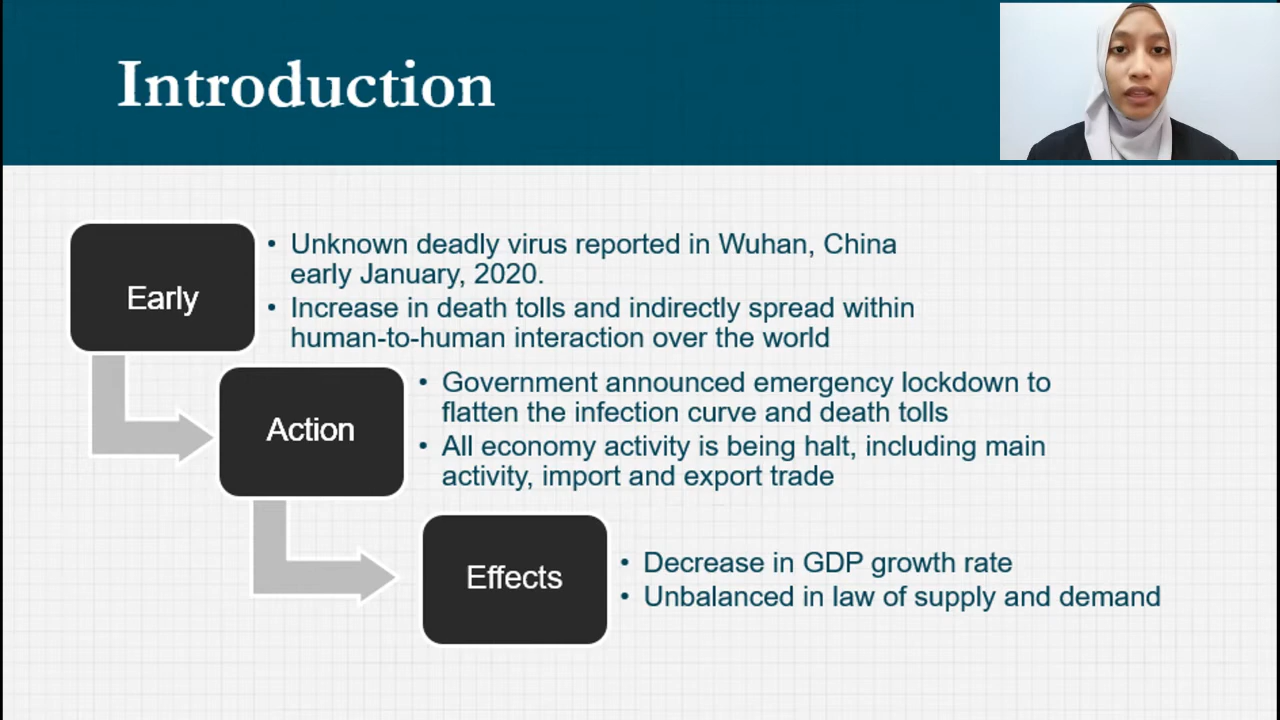 Introduction
Early
• Unknown deadly virus reported in Wuhan, China
early January, 2020.
• Increase in death tolls and indirectly spread within
human-to-human interaction over the world
Action
• Government announced emergency lockdown to
flatten the infection curve and death tolls
• All economy activity is being halt, including main
activity, import and export trade
Effects
• Decrease in GDP growth rate
• Unbalanced in law of supply and demand